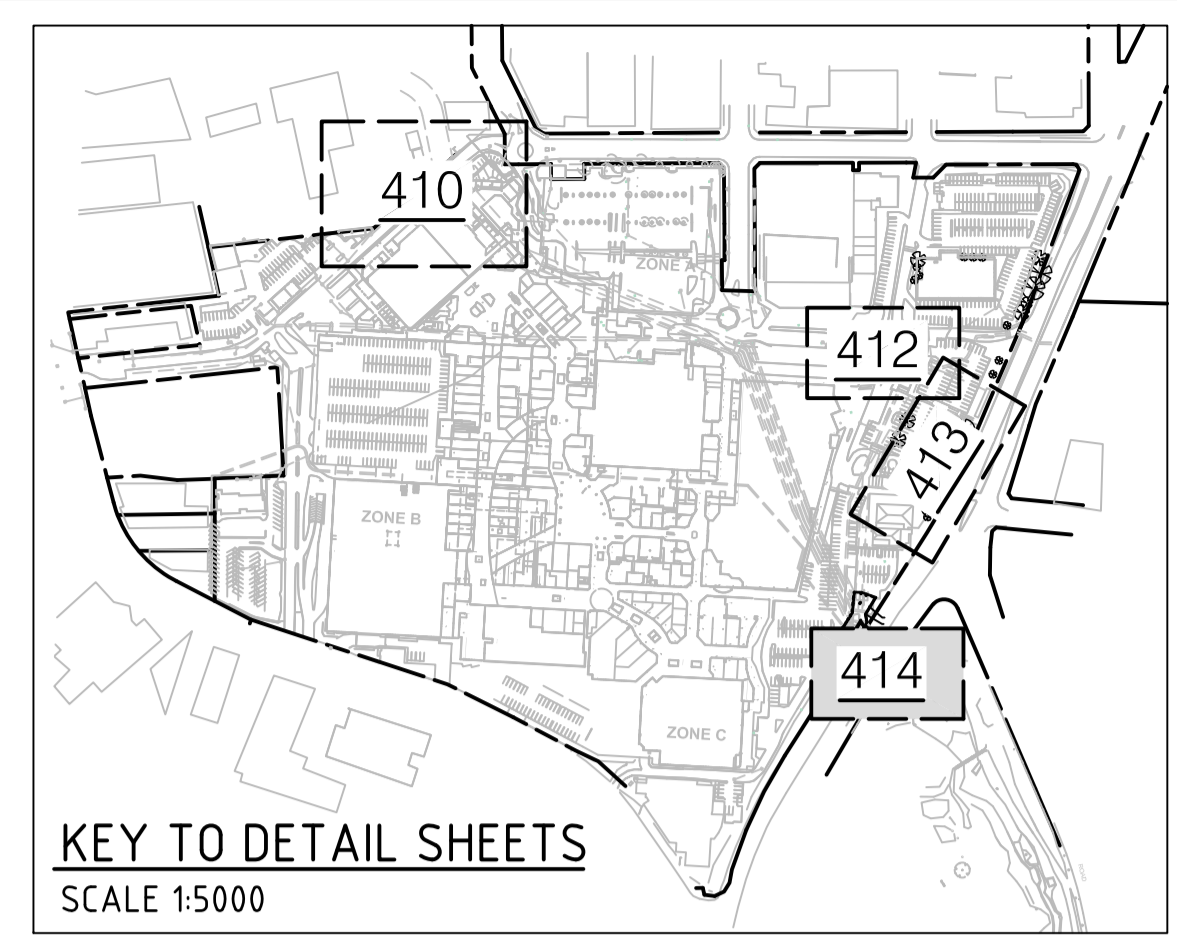 410
ZONE A
412
413
ZONE B
414
ZONE C
KEY TO DETAIL SHEETS
SCALE 1:5000